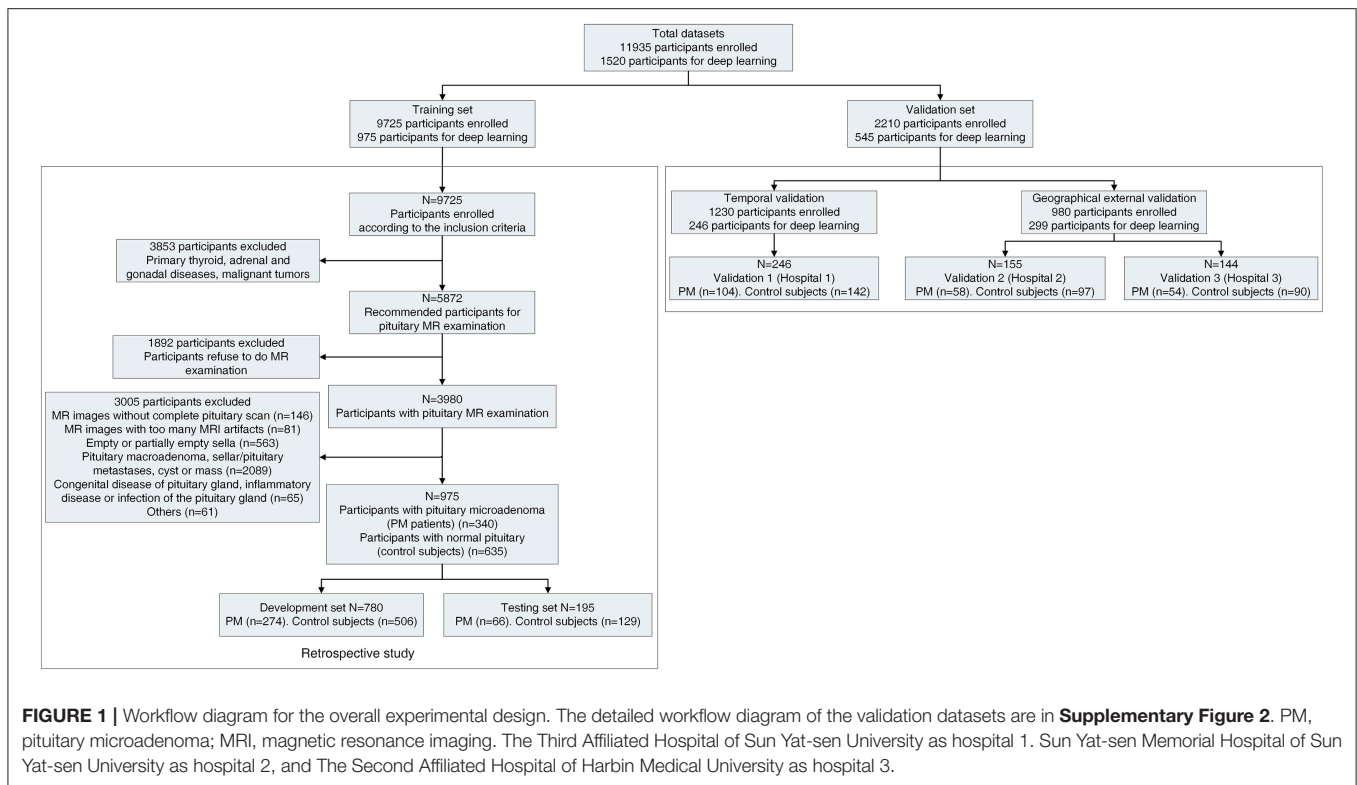 Total datasets
11935 participants enrolled
1520 participants for deep learning
Training set
9725 participants enrolled
975 participants for deep learning
Validation set
2210 participants enrolled
545 participants for deep learning
N=9725
Participants enrolled
according to the inclusion criteria
3853 participants excluded
Primary thyroid, adrenal and
gonadal diseases, malignant tumors
N=5872
Recommended participants for
pituitary MR examination
1892 participants excluded
Participants refuse to do MR
examination
N=3980
Participants with pituitary MR examination
3005 participants excluded
MR images without complete pituitary scan (n=146)
MR images with too many MRI artifacts (n=81)
Empty or partially empty sella (n=563)
Pituitary macroadenoma, sellar/pituitary
metastases, cyst or mass (n=2089)
Congenital disease of pituitary gland, inflammatory
disease or infection of the pituitary gland (n=65)
Others (n=61)
N=975
Participants with pituitary microadenoma
(PM patients) (n=340)
Participants with normal pituitary
(control subjects) (n=635)
Development set N=780
PM (n=274). Control subjects (n=506)
Testing set N=195
PM (n=66). Control subjects (n=129)
Retrospective study
Temporal validation
1230 participants enrolled
246 participants for deep learning
Geographical external validation
980 participants enrolled
299 participants for deep learning
N=246
Validation 1 (Hospital 1)
PM (n=104). Control subjects (n=142)
N=155
Validation 2 (Hospital 2)
PM (n=58). Control subjects (n=97)
N=144
Validation 3 (Hospital 3)
PM (n=54). Control subjects (n=90)
FIGURE 1 | Workflow diagram for the overall experimental design. The detailed workflow diagram of the validation datasets are in Supplementary Figure 2. PM,
pituitary microadenoma; MRI, magnetic resonance imaging. The Third Affiliated Hospital of Sun Yat-sen University as hospital 1. Sun Yat-sen Memorial Hospital of Sun
Yat-sen University as hospital 2, and The Second Affiliated Hospital of Harbin Medical University as hospital 3.